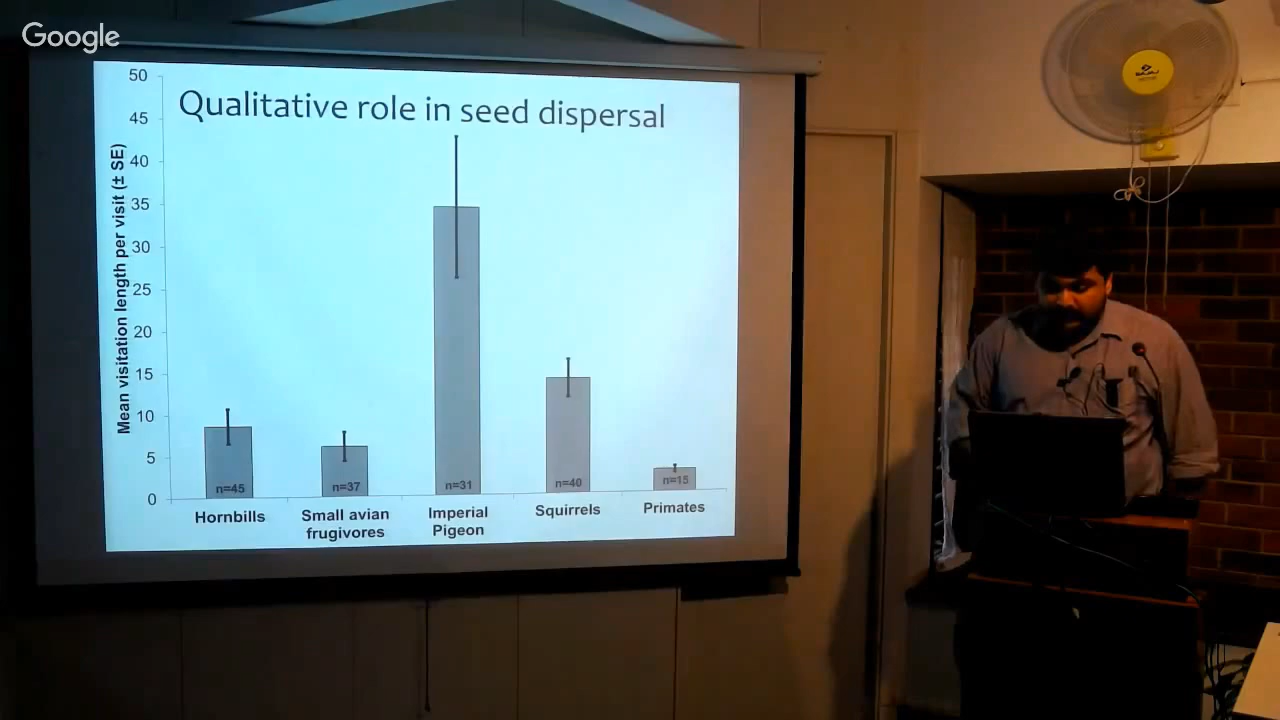 Google
Qualitative role in seed dispersal
Mean visitation length per visit (± SE)
50
45
40
35
30
25
20
15
10
5
0
n=45
n=37
n=31
n=40
n=15
Hornbills
Small avian
frugivores
Imperial
Pigeon
Squirrels
Primates